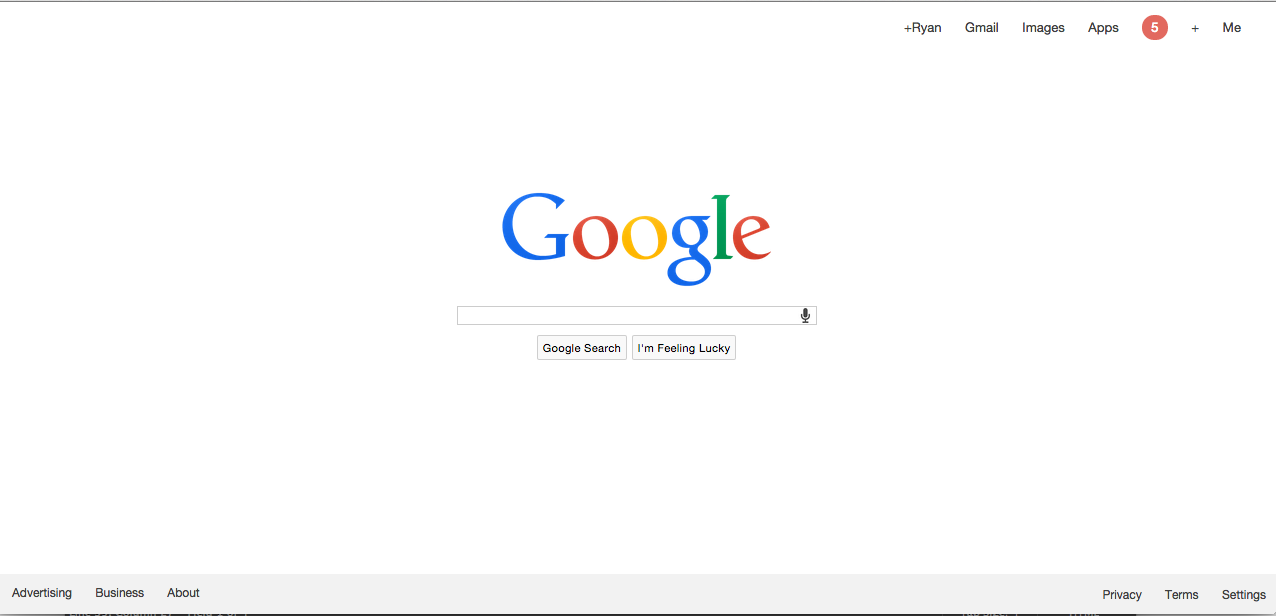 +Ryan Gmail Images Apps 5 + Me
Google
Google Search I'm Feeling Lucky
Advertising Business About Privacy Terms Settings